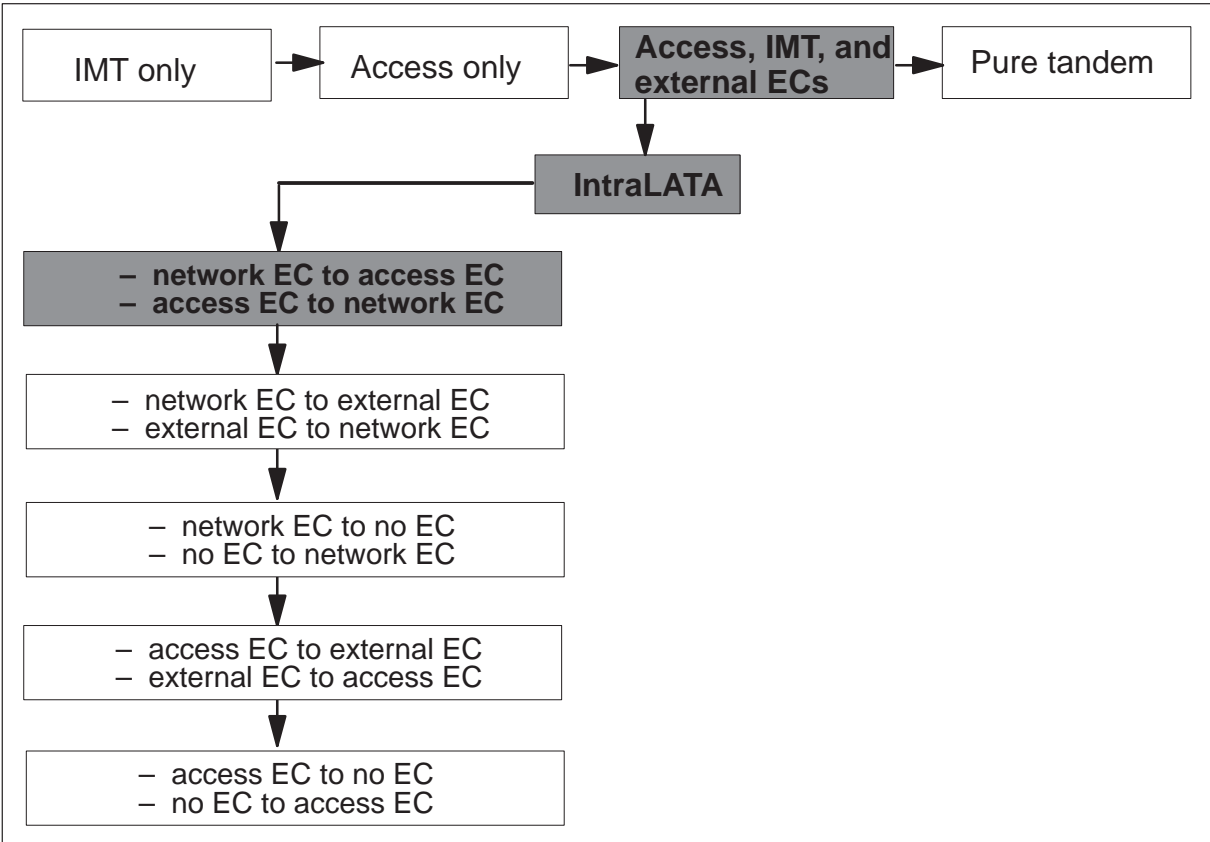 IMT only
Access only
Access, IMT, and
external ECs
Pure tandem
IntraLATA
– network EC to access EC
– access EC to network EC
– network EC to external EC
– external EC to network EC
– network EC to no EC
– no EC to network EC
– access EC to external EC
– external EC to access EC
– access EC to no EC
– no EC to access EC